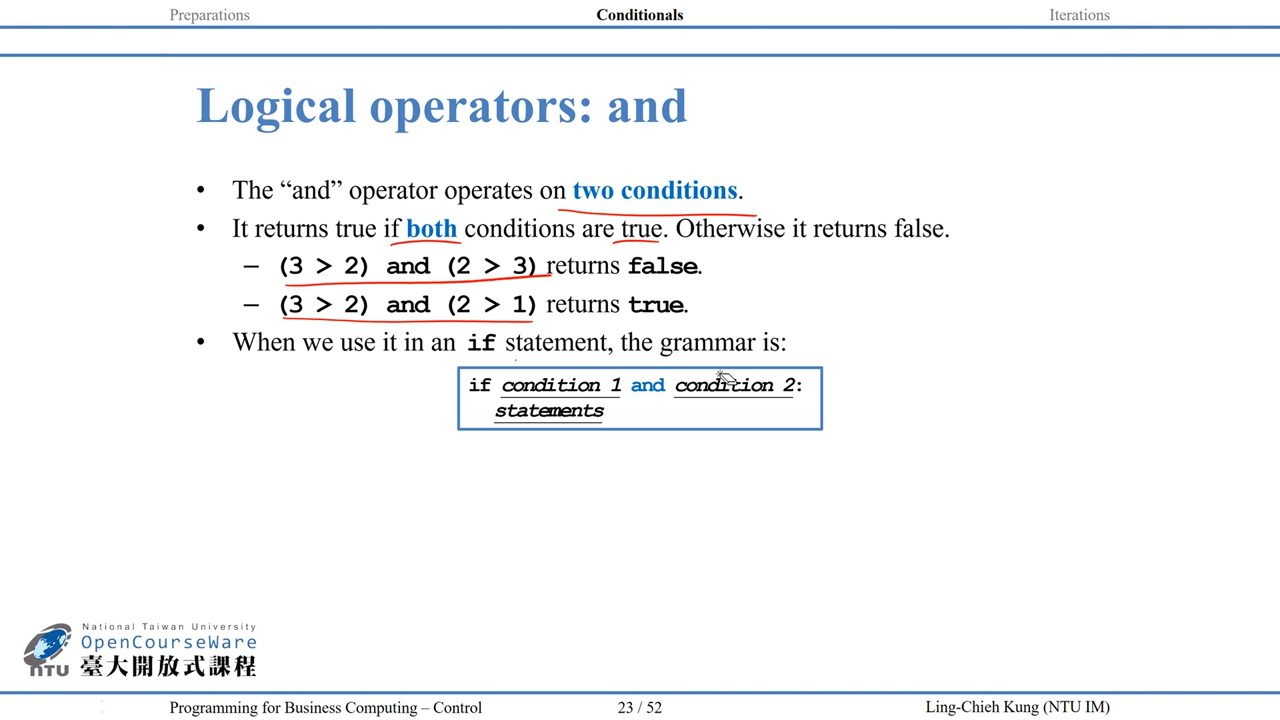 Preparations
Conditionals
Iterations
Logical operators: and
• The “and” operator operates on two conditions.
• It returns true if both conditions are true. Otherwise it returns false.
– (3 > 2) and (2 > 3) returns false.
– (3 > 2) and (2 > 1) returns true.
• When we use it in an if statement, the grammar is:
if condition 1 and condition 2:
statements
National Taiwan University
OpenCourseWare
NTU 臺大開放式課程
Programming for Business Computing – Control
23 / 52
Ling-Chieh Kung (NTU IM)